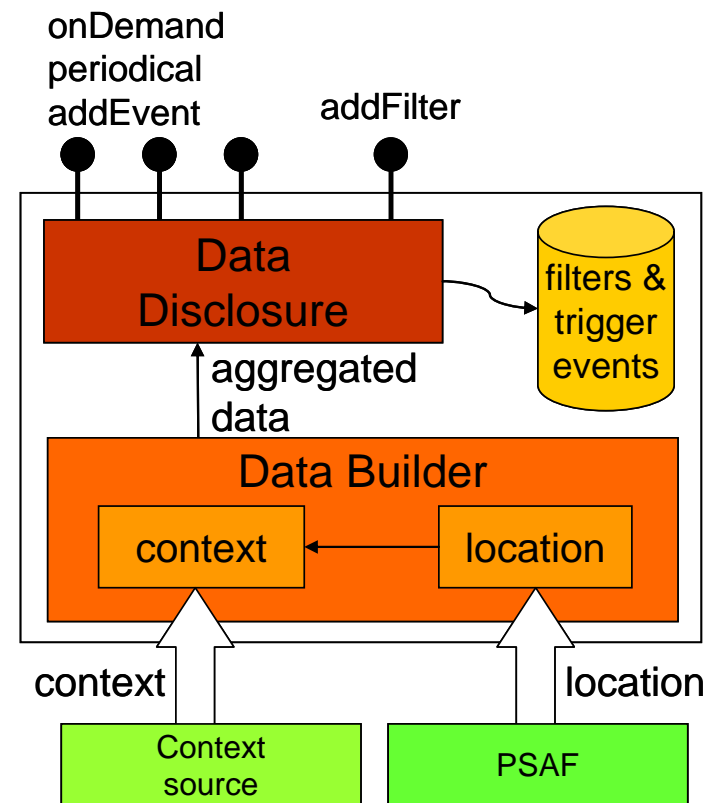 onDemand
periodical
addEvent
addFilter
Data
Disclosure
filters &
trigger
events
aggregated
data
Data Builder
context
location
context
location
Context
source
PSAF